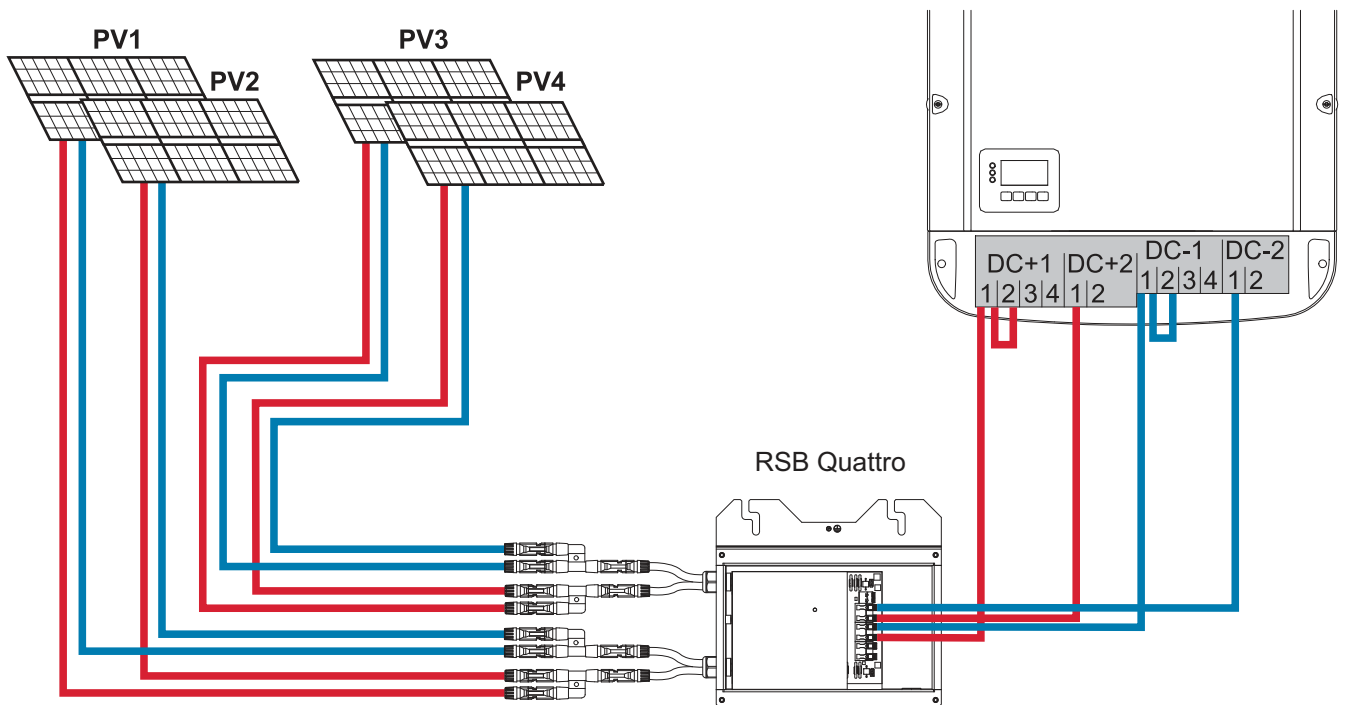 PV1
PV2
PV3
PV4
DC+1 DC+2 DC-1 DC-2
1 2 3 4 1 2 1 2 3 4 1 2
RSB Quattro